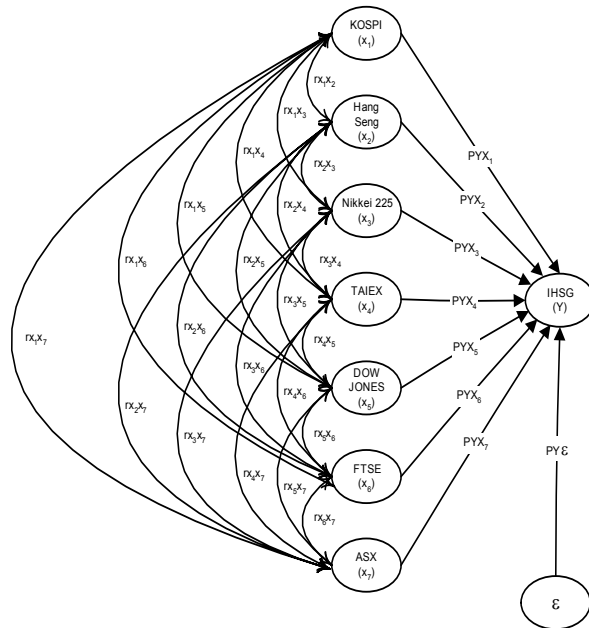 KOSPI
(x₁)
rx₁x₂
rx₁x₃
Hang
Seng
(x₂)
rx₁x₄
PYX₁
rx₂x₃
rx₁x₅
rx₂x₄
Nikkei 225
(x₃)
PYX₂
rx₁x₆
rx₂x₅
rx₃x₄
PYX₃
rx₃x₅
TAIEX
(x₄)
PYX₄
IHSG
(Y)
rx₂x₆
rx₄x₅
rx₁x₇
rx₃x₆
PYX₅
DOW
JONES
(x₅)
rx₄x₆
PYX₆
rx₂x₇
rx₅x₆
rx₃x₇
PYX₇
PYε
rx₄x₇
rx₅x₇
FTSE
(x₆)
rx₆x₇
ASX
(x₇)
ε